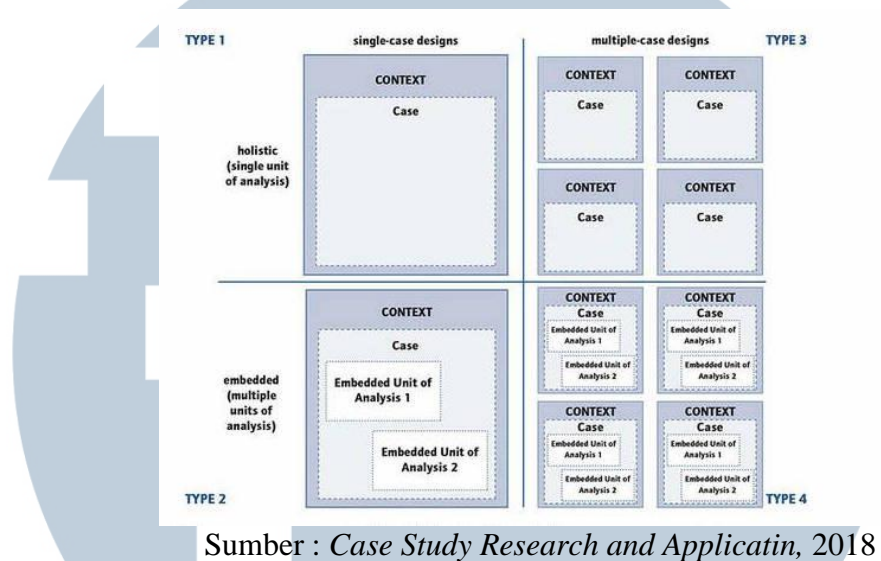 TYPE 1
single-case designs
multiple-case designs
TYPE 3
CONTEXT
Case
holistic
(single unit
of analysis)
CONTEXT
Case
CONTEXT
Case
CONTEXT
Case
CONTEXT
Case
embedded
(multiple
units of
analysis)
CONTEXT
Case
Embedded Unit of
Analysis 1
Embedded Unit of
Analysis 2
CONTEXT
Case
Embedded Unit of
Analysis 1
Embedded Unit of
Analysis 2
CONTEXT
Case
Embedded Unit of
Analysis 1
Embedded Unit of
Analysis 2
CONTEXT
Case
Embedded Unit of
Analysis 1
Embedded Unit of
Analysis 2
CONTEXT
Case
Embedded Unit of
Analysis 1
Embedded Unit of
Analysis 2
TYPE 2
TYPE 4
Sumber : Case Study Research and Applicatin, 2018